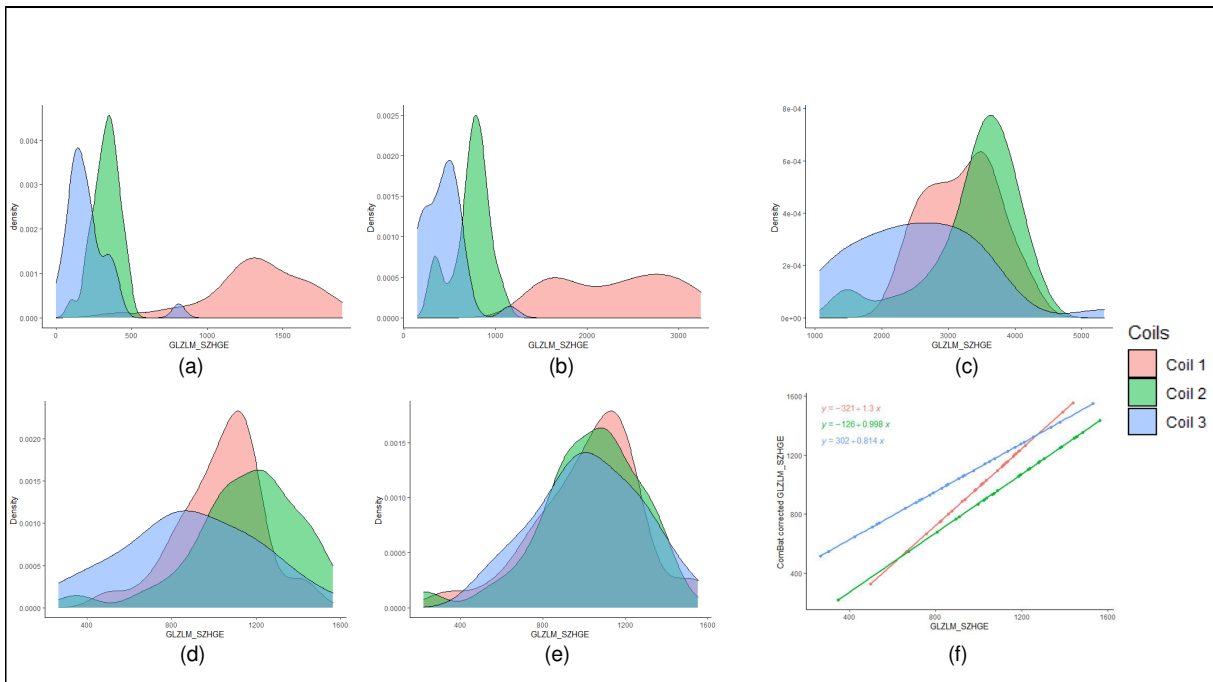 0.004
0.003
0.002
0.001
0.000
density
0 500 1000 1500
GLZLM_SZHGE
(a)
0.0025
0.0020
0.0015
0.0010
0.0005
0.0000
Density
1000 2000 3000
GLZLM_SZHGE
(b)
8e-04
6e-04
4e-04
2e-04
0e+00
Density
1000 2000 3000 4000 5000
GLZLM_SZHGE
(c)
Coils
Coil 1
Coil 2
Coil 3
0.0020
0.0015
0.0010
0.0005
0.0000
Density
400 800 1200 1600
GLZLM_SZHGE
(d)
0.0015
0.0010
0.0005
0.0000
Density
400 800 1200 1600
GLZLM_SZHGE
(e)
1600
1200
800
400
ComBat corrected GLZLM_SZHGE
y = −321 + 1.3 x
y = −126 + 0.998 x
y = 302 + 0.814 x
400 800 1200 1600
GLZLM_SZHGE
(f)